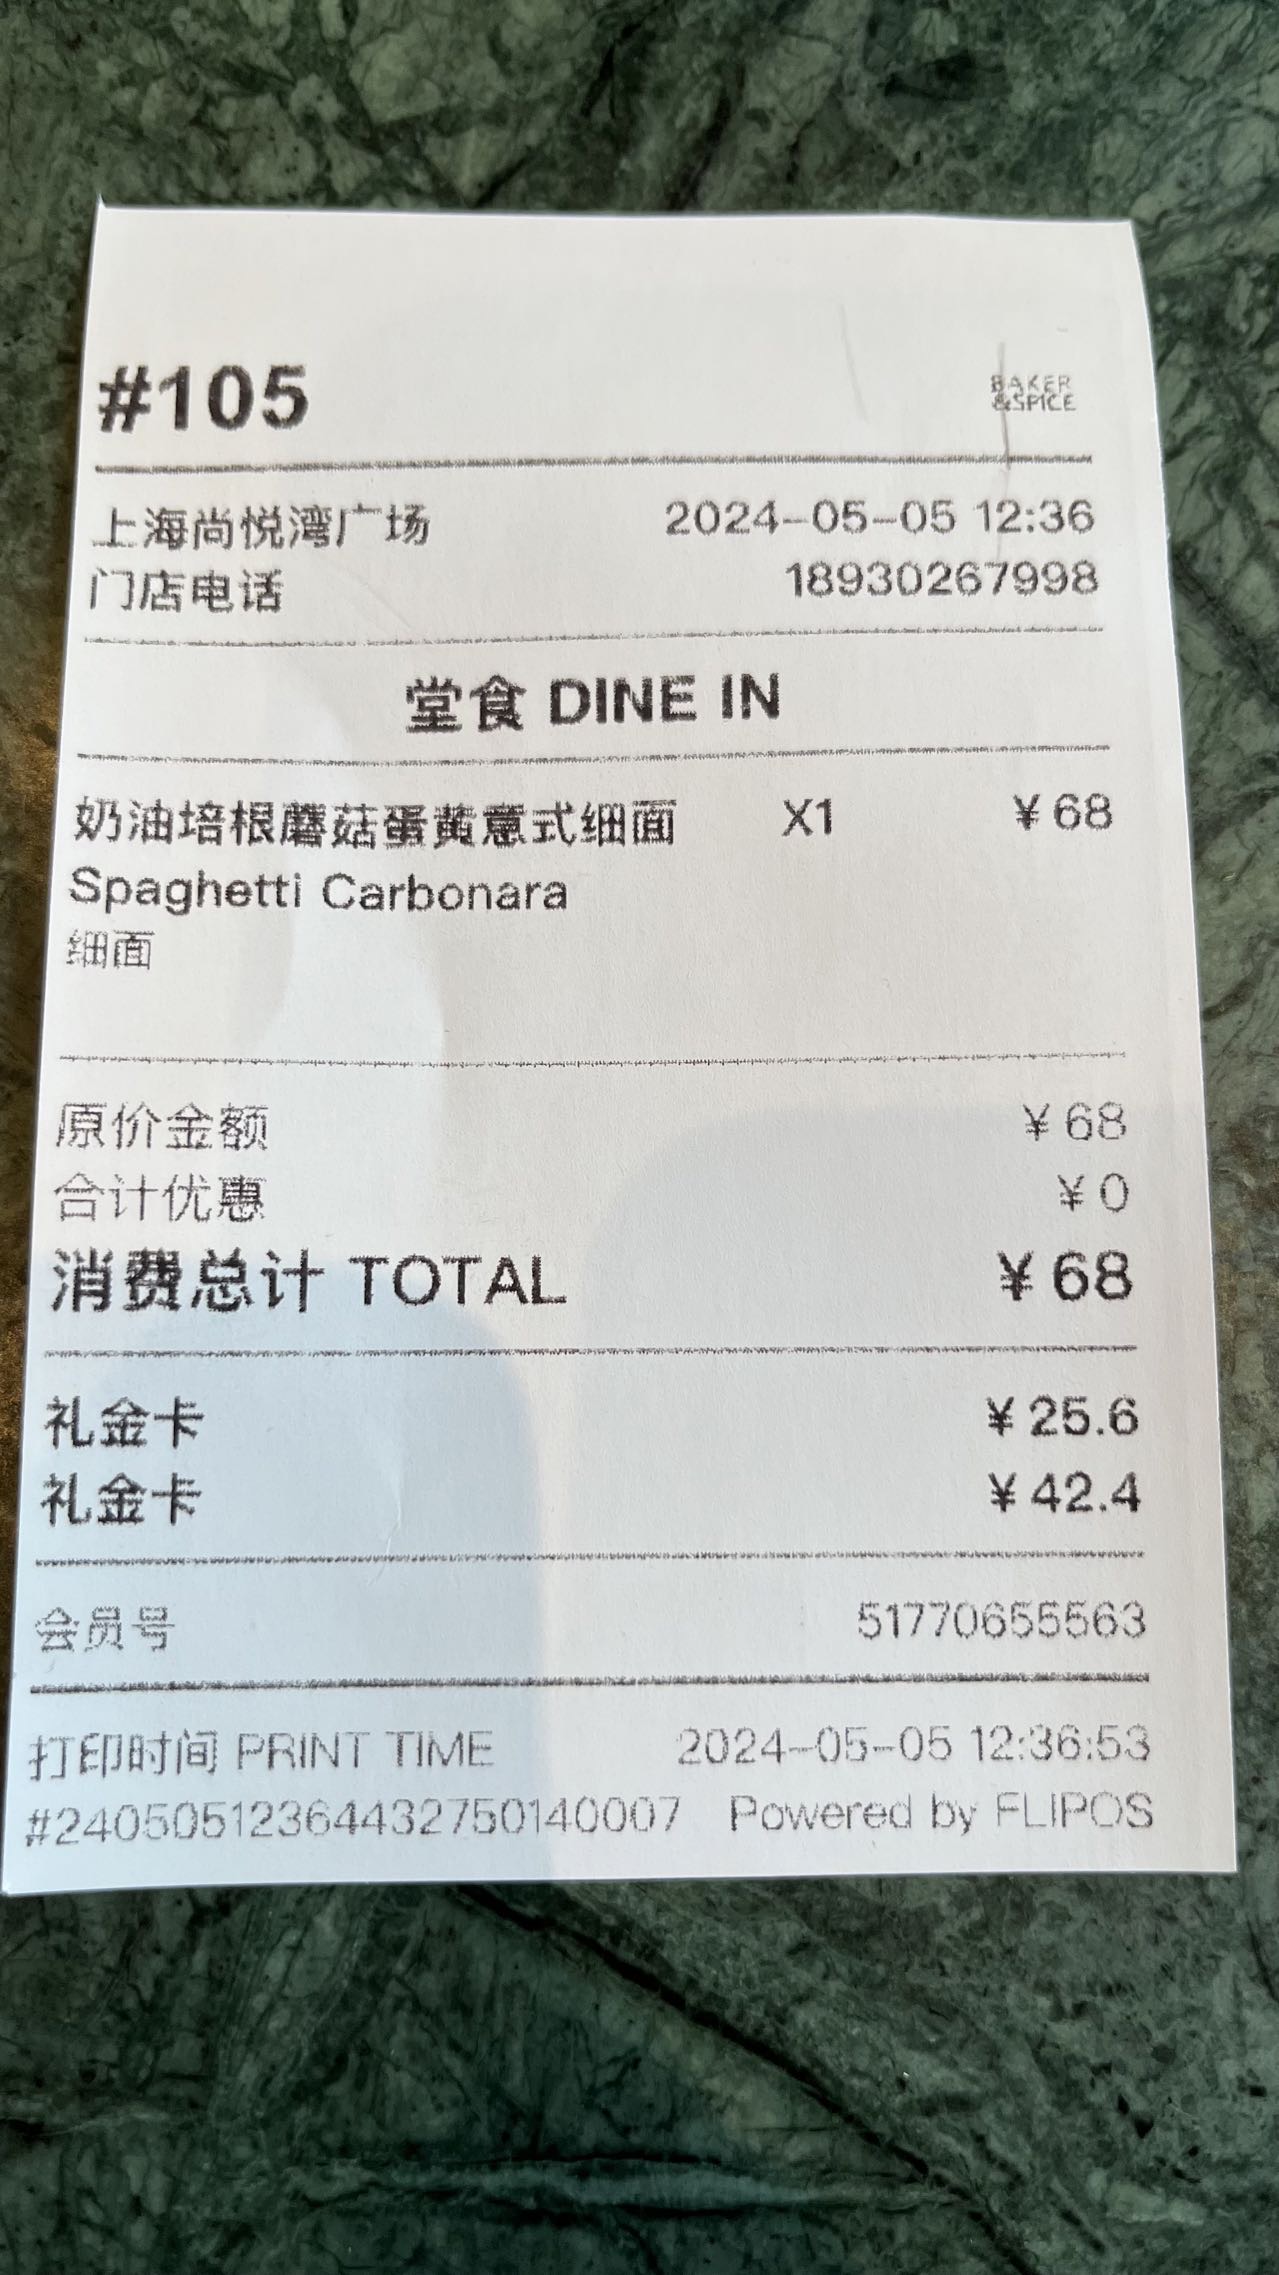 #105
BAKER
&SPICE
上海尚悦湾广场 2024-05-05 12:36
门店电话 18930267998
堂食 DINE IN
奶油培根蘑菇蛋黄意式细面 X1 ¥68
Spaghetti Carbonara
细面
原价金额 ¥68
合计优惠 ¥0
消费总计 TOTAL ¥68
礼金卡 ¥25.6
礼金卡 ¥42.4
会员号 51770655563
打印时间 PRINT TIME 2024-05-05 12:36:53
#24050512364432750140007 Powered by FLIPOS